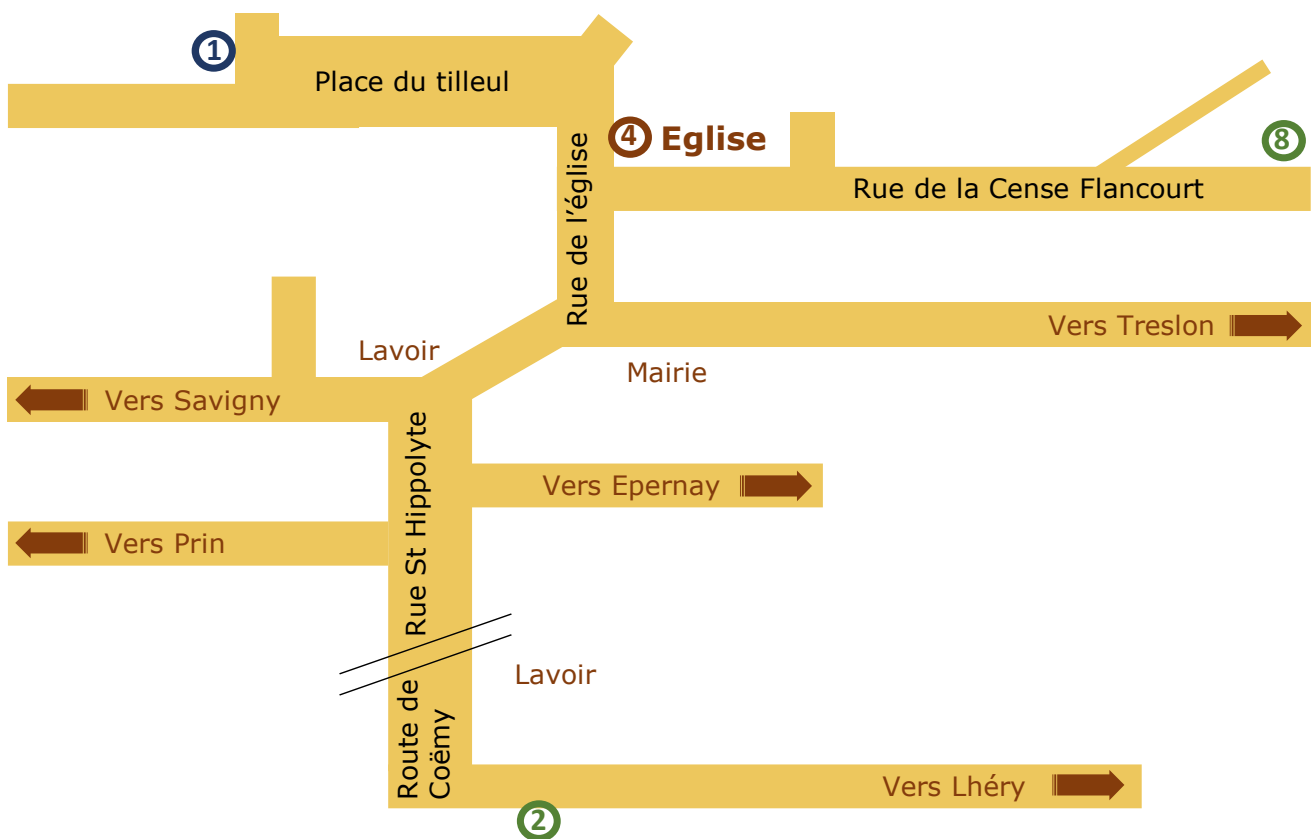 1
Place du tilleul
4 Eglise
8
Rue de la Cense Flancourt
Rue de l'église
Vers Treslon
Lavoir
Mairie
Vers Savigny
Rue St Hippolyte
Vers Epernay
Vers Prin
Lavoir
Route de
Coëmy
Vers Lhéry
2